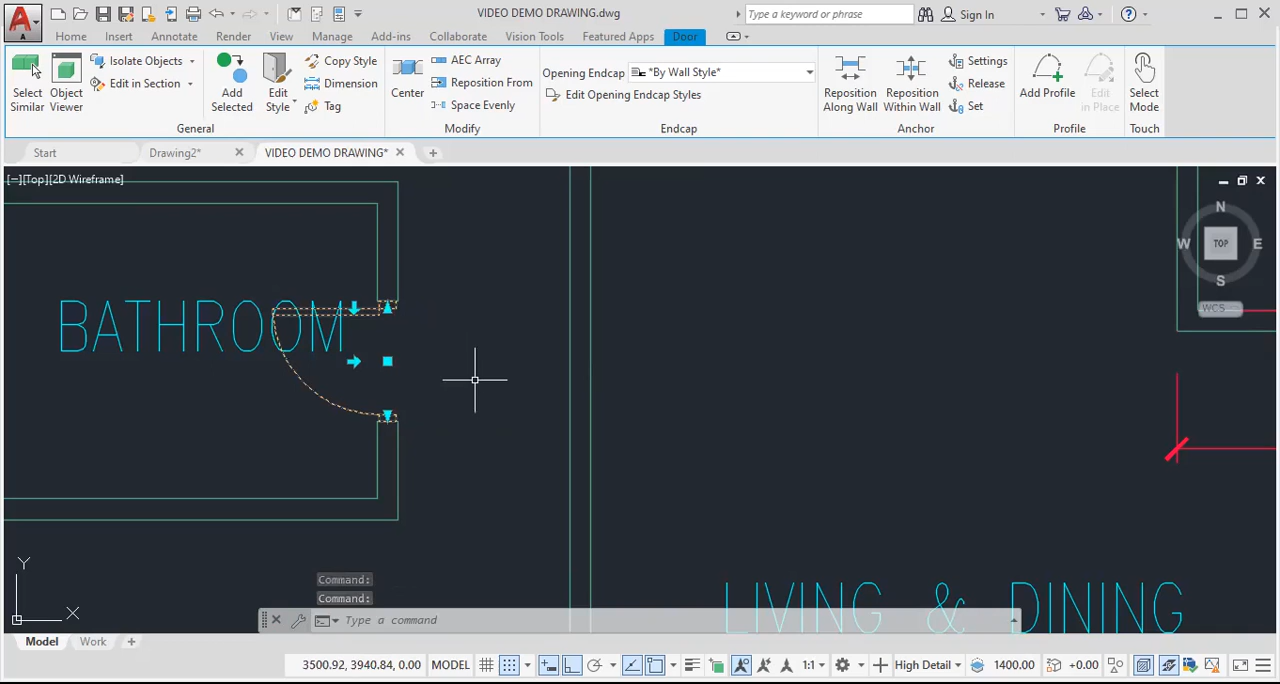 VIDEO DEMO DRAWING.dwg
Type a keyword or phrase
Sign In
Home Insert Annotate Render View Manage Add-ins Collaborate Vision Tools Featured Apps Door
Select Similar
Object Viewer
Isolate Objects
Edit in Section
Add Selected
Edit Style
Copy Style
Dimension
Tag
General
Center
AEC Array
Reposition From
Space Evenly
Modify
Opening Endcap *By Wall Style*
Edit Opening Endcap Styles
Endcap
Reposition Along Wall
Reposition Within Wall
Settings
Release
Set
Anchor
Add Profile
Edit in Place
Profile
Select Mode
Touch
Start Drawing2* VIDEO DEMO DRAWING*
[−][Top][2D Wireframe]
N
W TOP E
S
WCS
BATHROOM
LIVING & DINING
Y
X
Command:
Command:
Type a command
Model Work
3500.92, 3940.84, 0.00 MODEL 1:1 High Detail 1400.00 +0.00